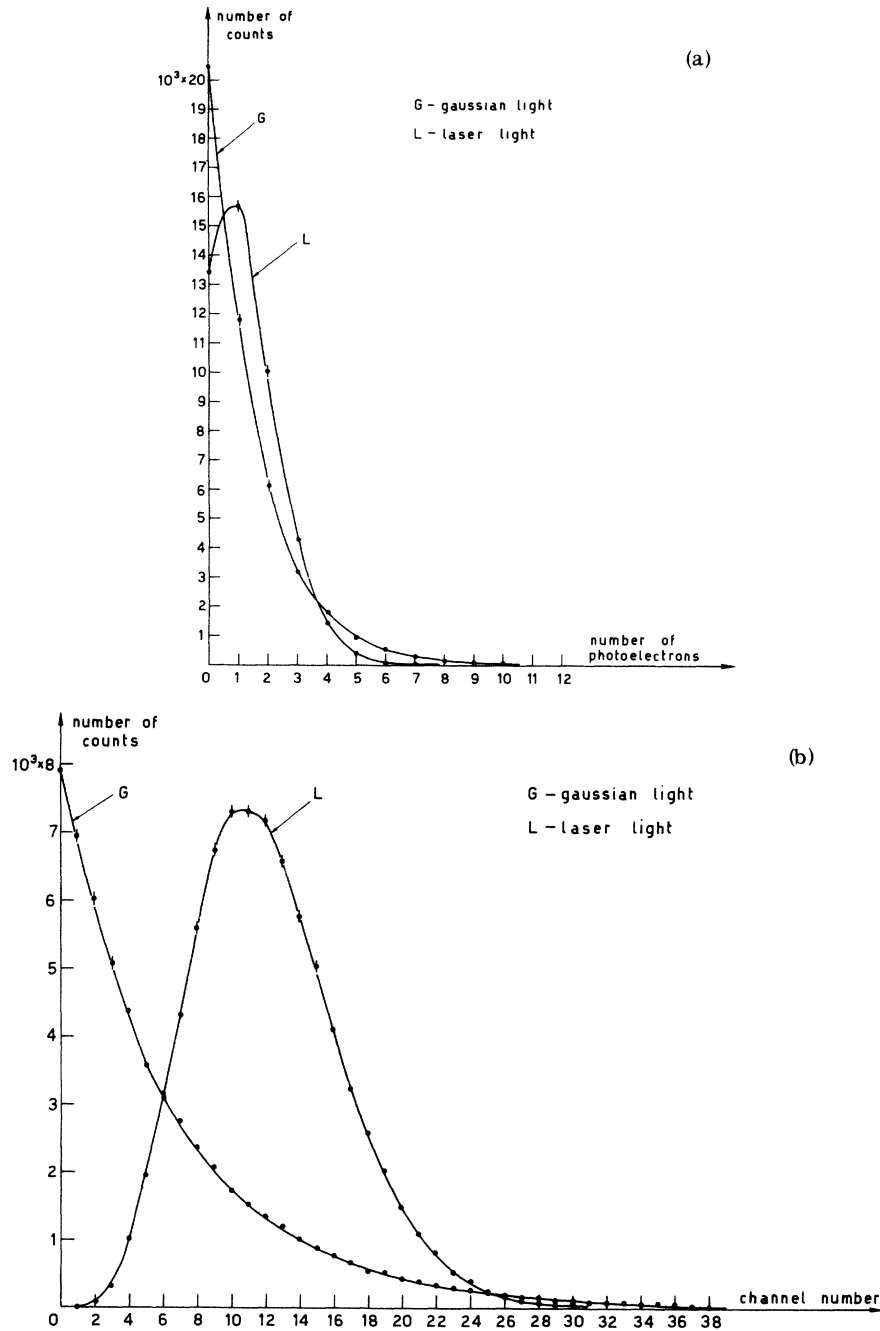 number of
counts
(a)
10³×20
G – gaussian light
19
L – laser light
18
G
17
16
15
L
14
13
12
11
10
9
8
7
6
5
4
3
2
1
number of
photoelectrons
0 1 2 3 4 5 6 7 8 9 10 11 12
number of
counts
(b)
10³×8
G L
G – gaussian light
L – laser light
7
6
5
4
3
2
1
channel number
0 2 4 6 8 10 12 14 16 18 20 22 24 26 28 30 32 34 36 38